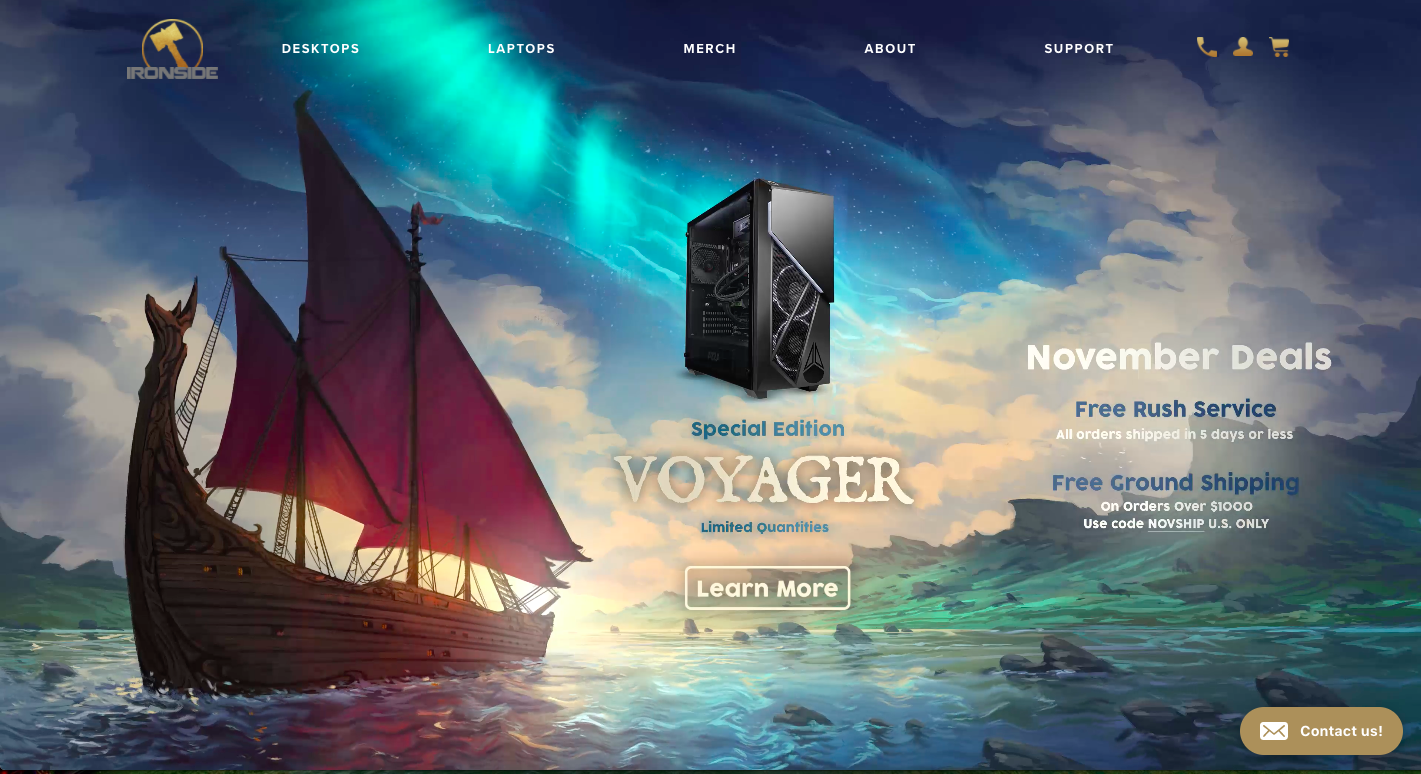 IRONSIDE
DESKTOPS
LAPTOPS
MERCH
ABOUT
SUPPORT
Special Edition
VOYAGER
Limited Quantities
Learn More
November Deals
Free Rush Service
All orders shipped in 5 days or less
Free Ground Shipping
On Orders Over $1000
Use code NOVSHIP U.S. ONLY
Contact us!